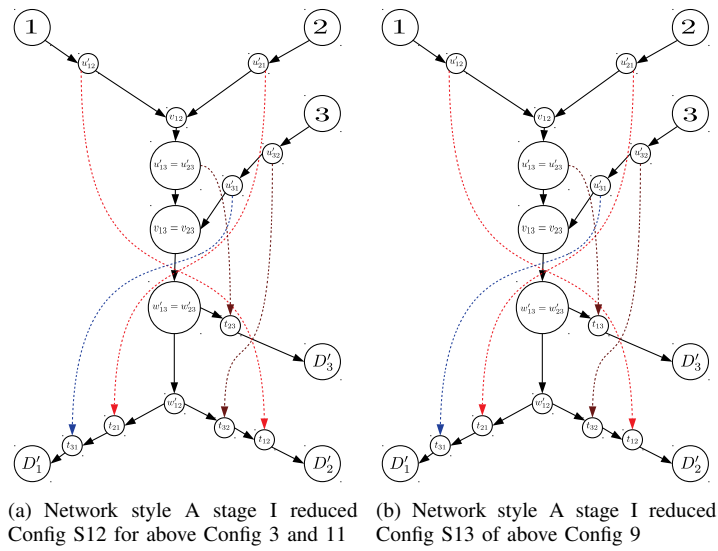 1 2 1 2
u′12 u′21 u′12 u′21
3 3
v12 v12
u′13 = u′23 u′32 u′13 = u′23 u′32
u′31 u′31
v13 = v23 v13 = v23
w′13 = w′23 w′13 = w′23
t23 t13
D′3 D′3
w′12 w′12
t21 t32 t21 t32
t31 t12 t31 t12
D′1 D′2 D′1 D′2
(a) Network style A stage I reduced
Config S12 for above Config 3 and 11
(b) Network style A stage I reduced
Config S13 of above Config 9